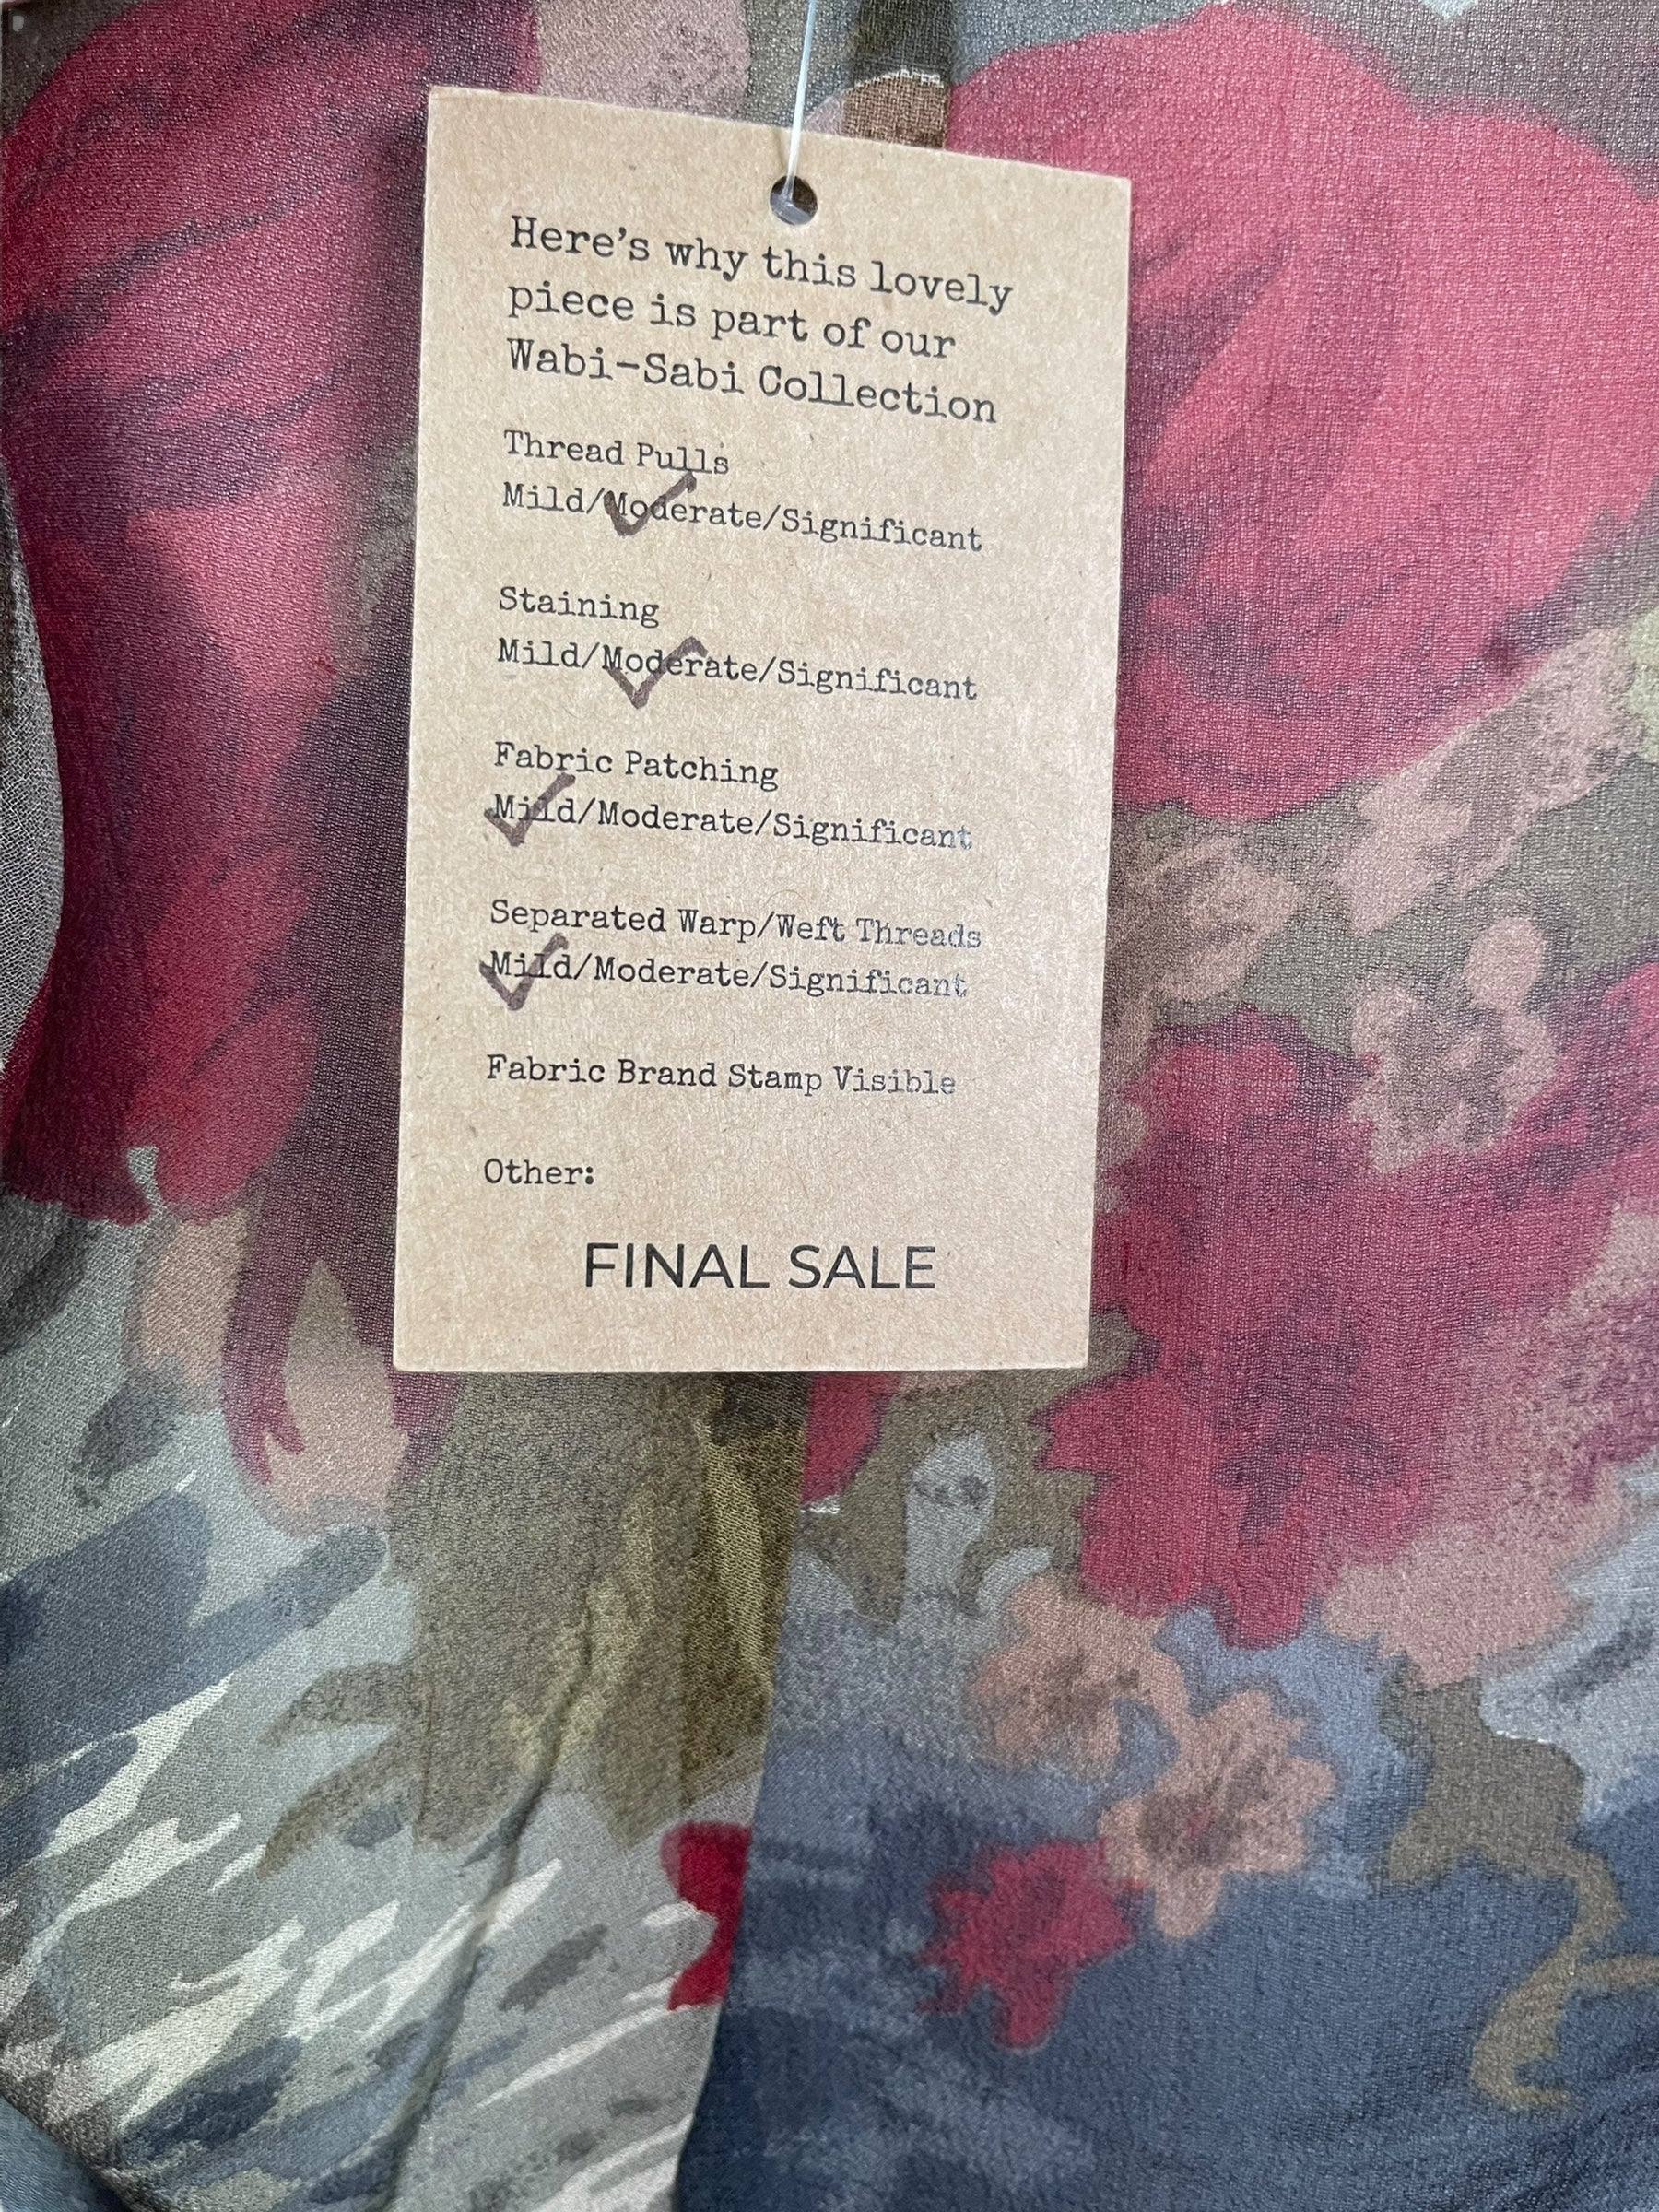 Here's why this lovely
piece is part of our
Wabi-Sabi Collection
Thread Pulls
Mild/Moderate/Significant
Staining
Mild/Moderate/Significant
Fabric Patching
Mild/Moderate/Significant
Separated Warp/Weft Threads
Mild/Moderate/Significant
Fabric Brand Stamp Visible
Other:
FINAL SALE